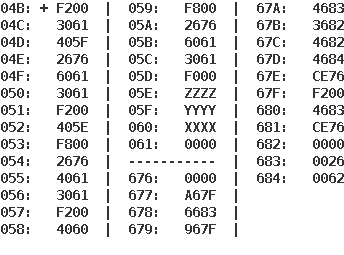 04B: + F200 | 059: F800 | 67A: 4683
04C: 3061 | 05A: 2676 | 67B: 3682
04D: 405F | 05B: 6061 | 67C: 4682
04E: 2676 | 05C: 3061 | 67D: 4684
04F: 6061 | 05D: F000 | 67E: CE76
050: 3061 | 05E: ZZZZ | 67F: F200
051: F200 | 05F: YYYY | 680: 4683
052: 405E | 060: XXXX | 681: CE76
053: F800 | 061: 0000 | 682: 0000
054: 2676 | ----------- | 683: 0026
055: 4061 | 676: 0000 | 684: 0062
056: 3061 | 677: A67F |
057: F200 | 678: 6683 |
058: 4060 | 679: 967F |